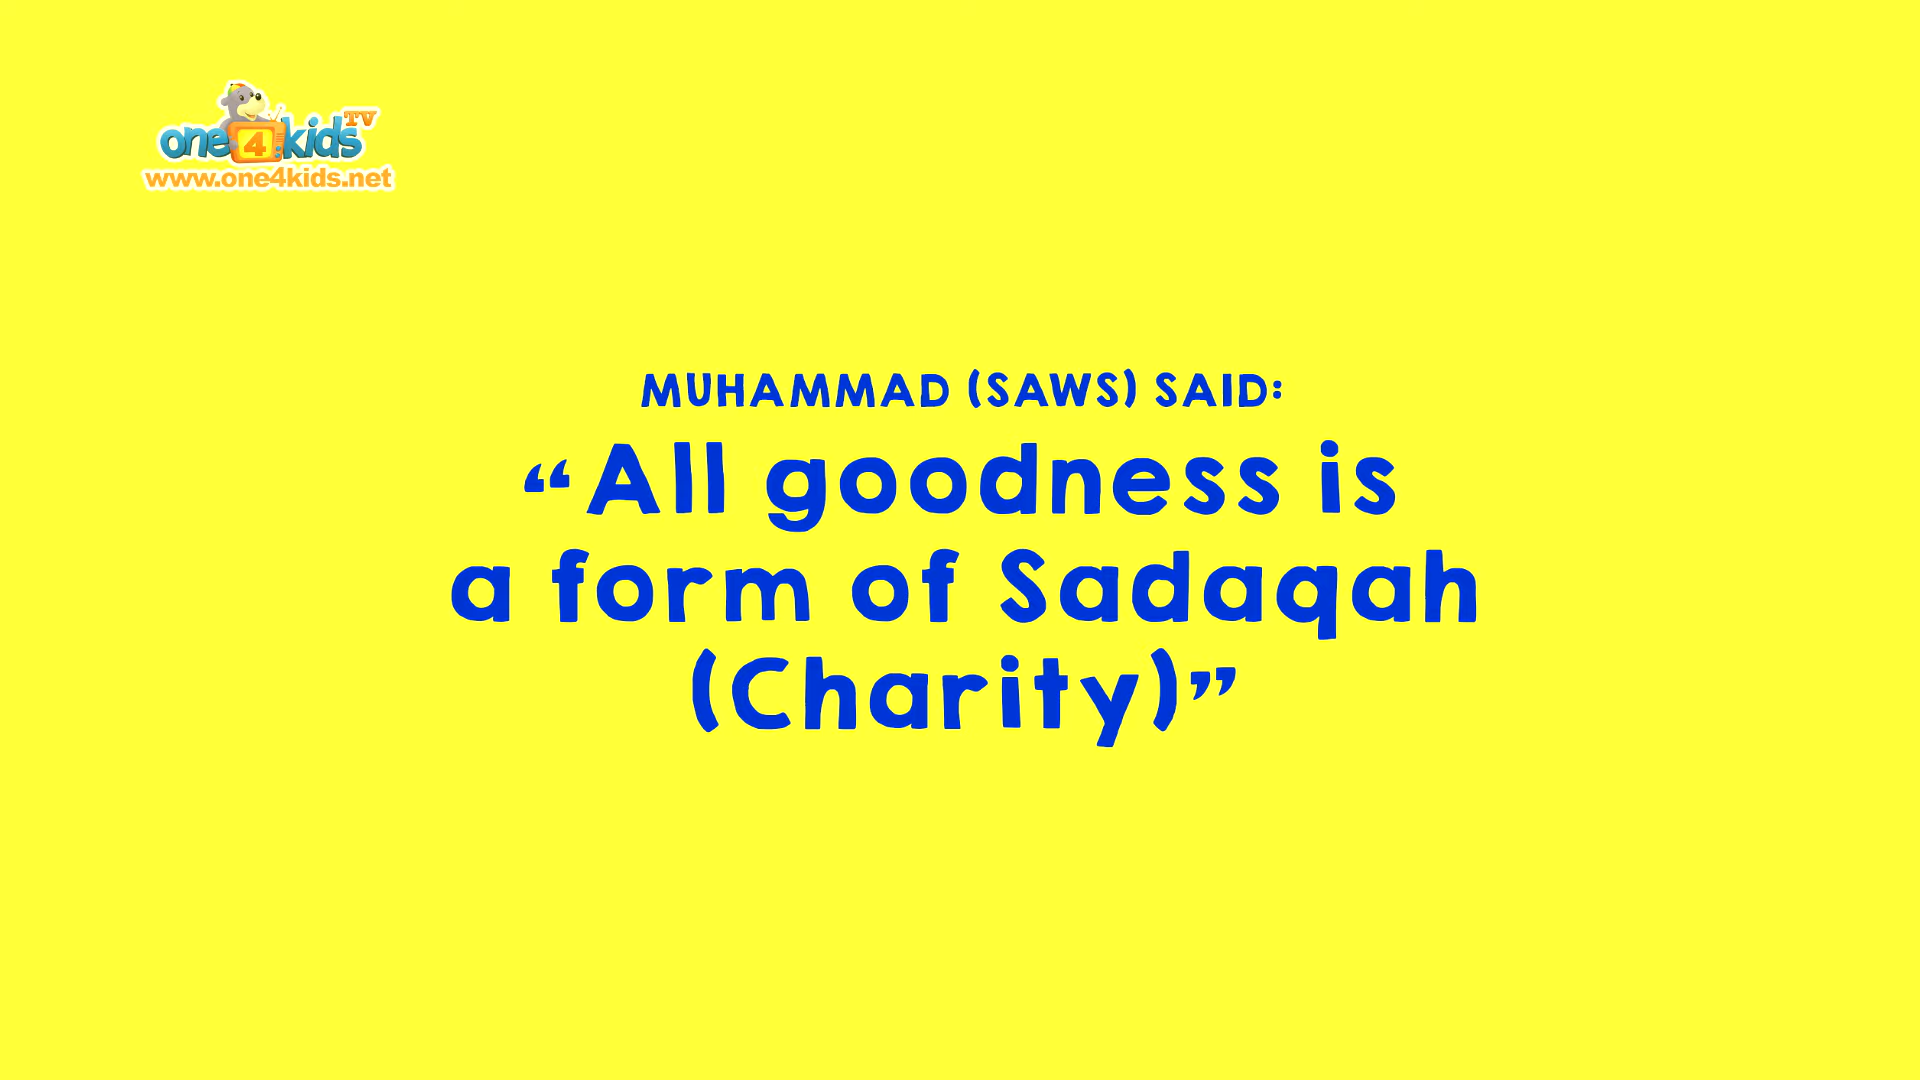 one4kids TV
www.one4kids.net
MUHAMMAD (SAWS) SAID:
“All goodness is
a form of Sadaqah
(Charity)”